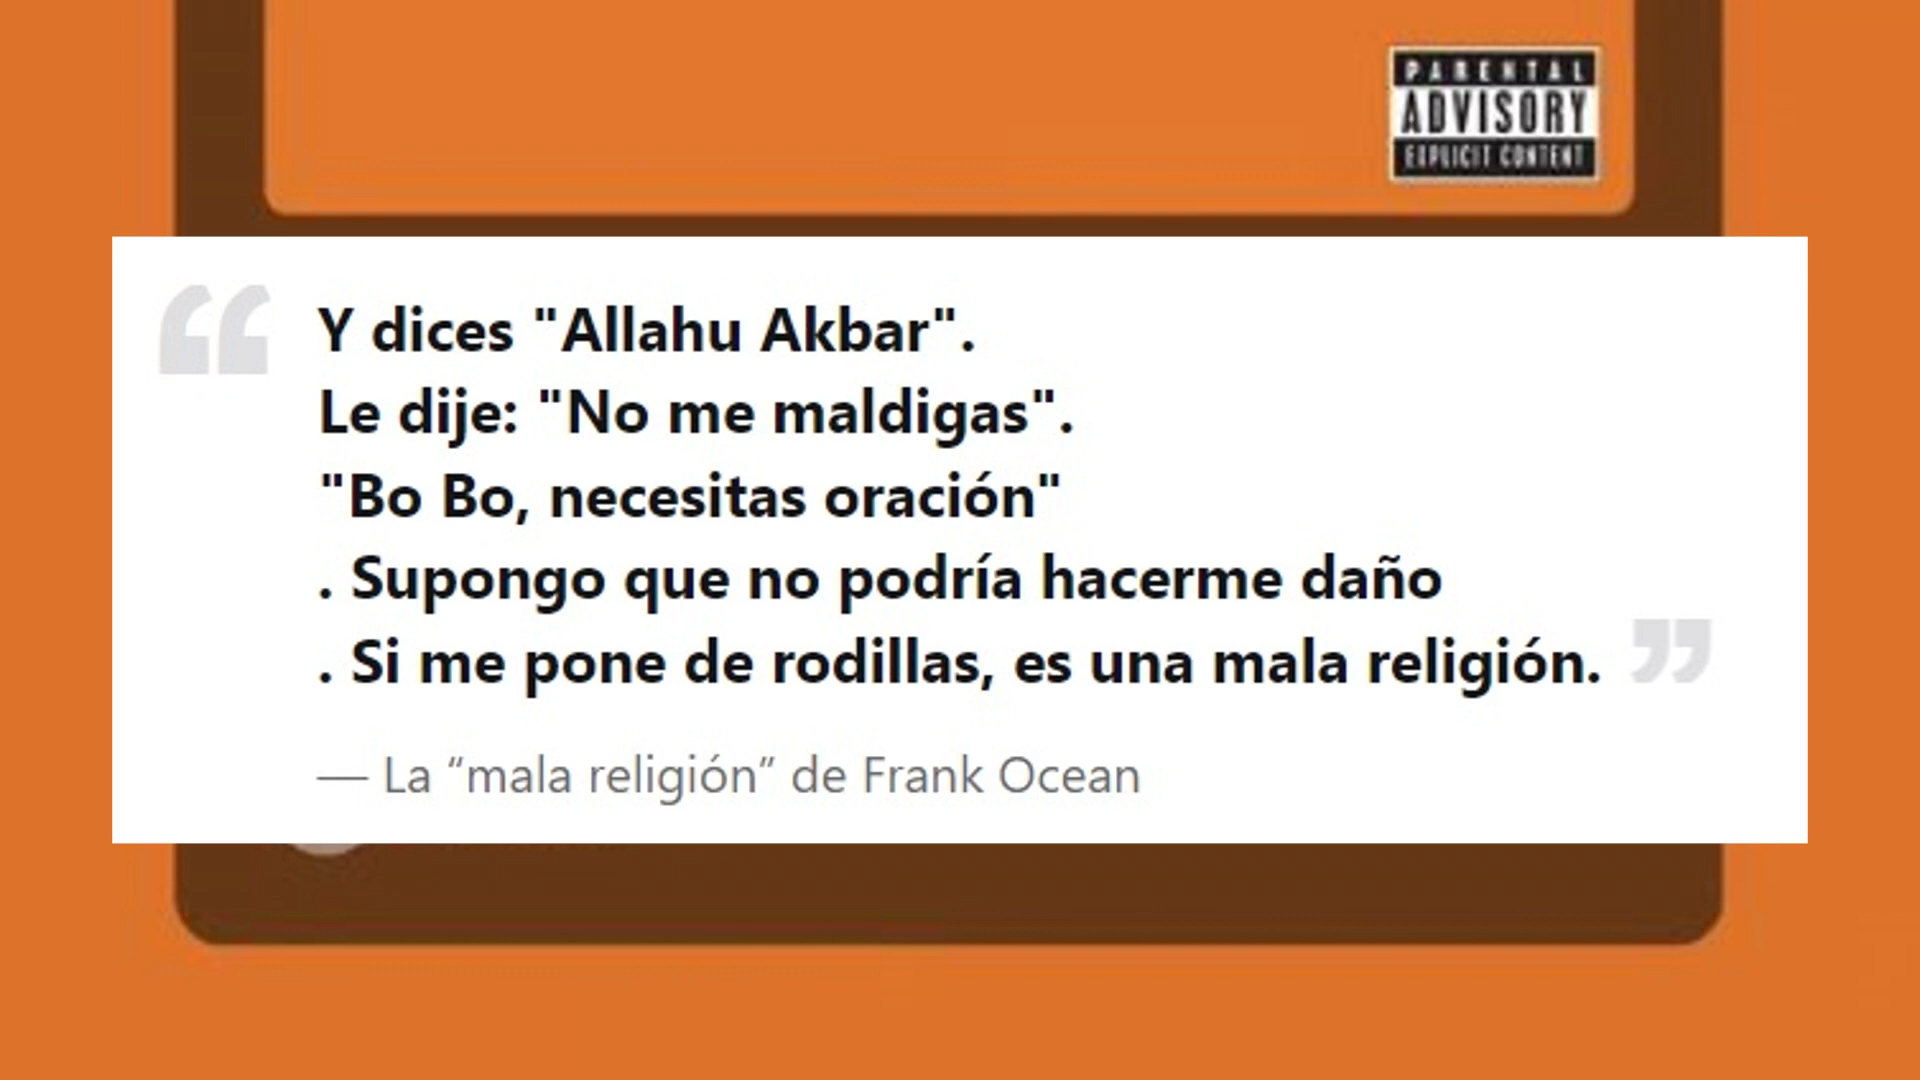 PARENTAL
ADVISORY
EXPLICIT CONTENT
“
Y dices "Allahu Akbar".
Le dije: "No me maldigas".
"Bo Bo, necesitas oración"
. Supongo que no podría hacerme daño
. Si me pone de rodillas, es una mala religión. ”
— La “mala religión” de Frank Ocean